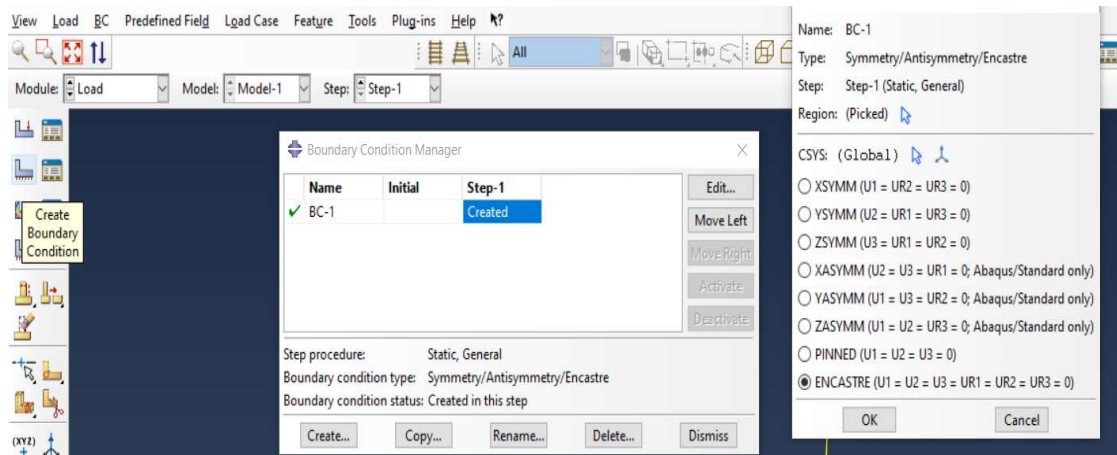 View Load BC Predefined Field Load Case Feature Tools Plug-ins Help
All
Module: Load Model: Model-1 Step: Step-1
Create
Boundary
Condition
(XYZ)
Boundary Condition Manager
Name Initial Step-1
BC-1 Created
Edit...
Move Left
Move Right
Activate
Deactivate
Step procedure: Static, General
Boundary condition type: Symmetry/Antisymmetry/Encastre
Boundary condition status: Created in this step
Create... Copy... Rename... Delete... Dismiss
Name: BC-1
Type: Symmetry/Antisymmetry/Encastre
Step: Step-1 (Static, General)
Region: (Picked)
CSYS: (Global)
XSYMM (U1 = UR2 = UR3 = 0)
YSYMM (U2 = UR1 = UR3 = 0)
ZSYMM (U3 = UR1 = UR2 = 0)
XASYMM (U2 = U3 = UR1 = 0; Abaqus/Standard only)
YASYMM (U1 = U3 = UR2 = 0; Abaqus/Standard only)
ZASYMM (U1 = U2 = UR3 = 0; Abaqus/Standard only)
PINNED (U1 = U2 = U3 = 0)
ENCASTRE (U1 = U2 = U3 = UR1 = UR2 = UR3 = 0)
OK Cancel